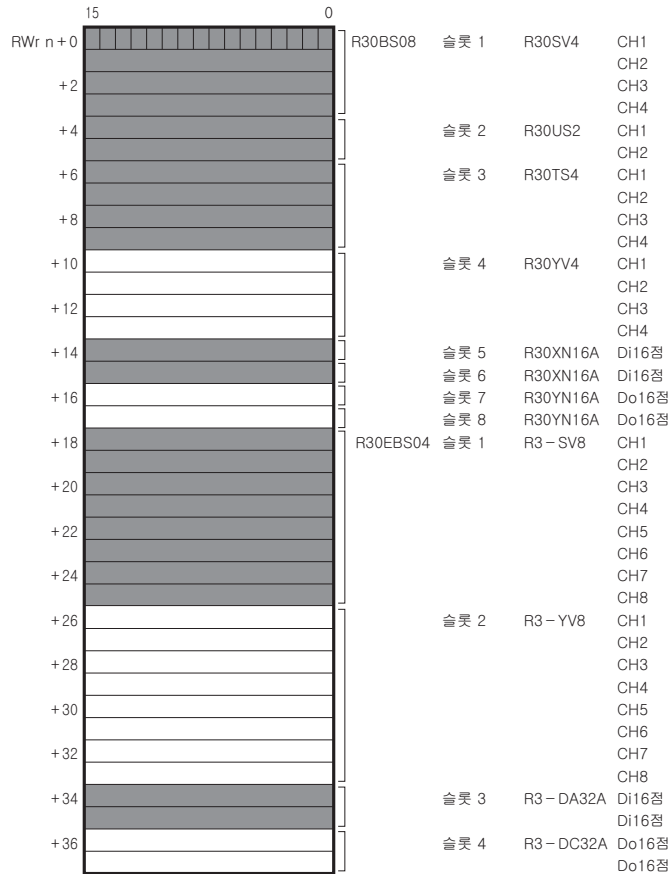 15 0
RWr n+0 R30BS08 슬롯 1 R30SV4 CH1
CH2
+2 CH3
CH4
+4 슬롯 2 R30US2 CH1
CH2
+6 슬롯 3 R30TS4 CH1
CH2
+8 CH3
CH4
+10 슬롯 4 R30YV4 CH1
CH2
+12 CH3
CH4
+14 슬롯 5 R30XN16A Di16점
슬롯 6 R30XN16A Di16점
+16 슬롯 7 R30YN16A Do16점
슬롯 8 R30YN16A Do16점
+18 R30EBS04 슬롯 1 R3-SV8 CH1
CH2
+20 CH3
CH4
+22 CH5
CH6
+24 CH7
CH8
+26 슬롯 2 R3-YV8 CH1
CH2
+28 CH3
CH4
+30 CH5
CH6
+32 CH7
CH8
+34 슬롯 3 R3-DA32A Di16점
Di16점
+36 슬롯 4 R3-DC32A Do16점
Do16점